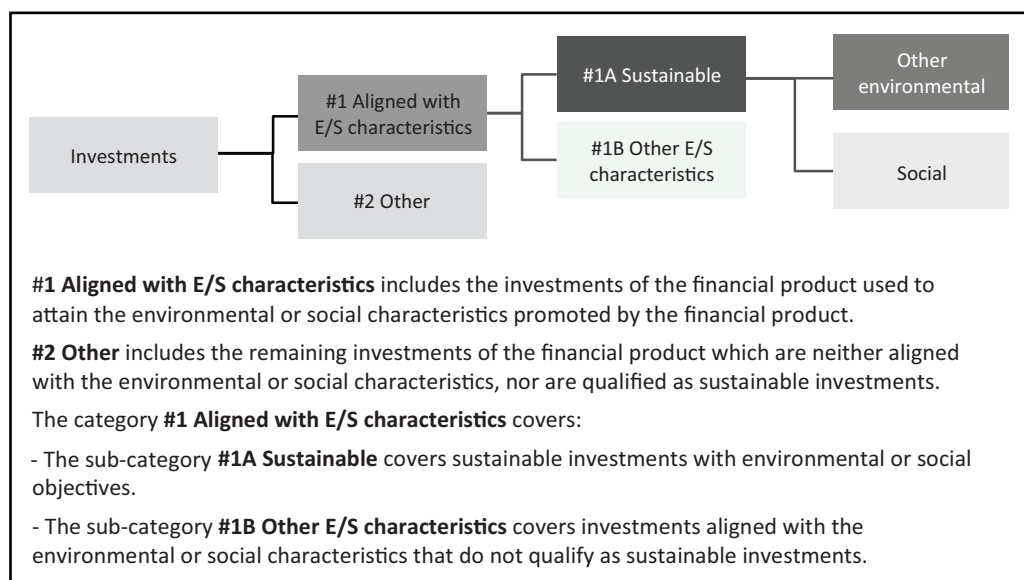 Investments
#1 Aligned with
E/S characteristics
#2 Other
#1A Sustainable
#1B Other E/S
characteristics
Other
environmental
Social
#1 Aligned with E/S characteristics includes the investments of the financial product used to
attain the environmental or social characteristics promoted by the financial product.
#2 Other includes the remaining investments of the financial product which are neither aligned
with the environmental or social characteristics, nor are qualified as sustainable investments.
The category #1 Aligned with E/S characteristics covers:
- The sub-category #1A Sustainable covers sustainable investments with environmental or social
objectives.
- The sub-category #1B Other E/S characteristics covers investments aligned with the
environmental or social characteristics that do not qualify as sustainable investments.